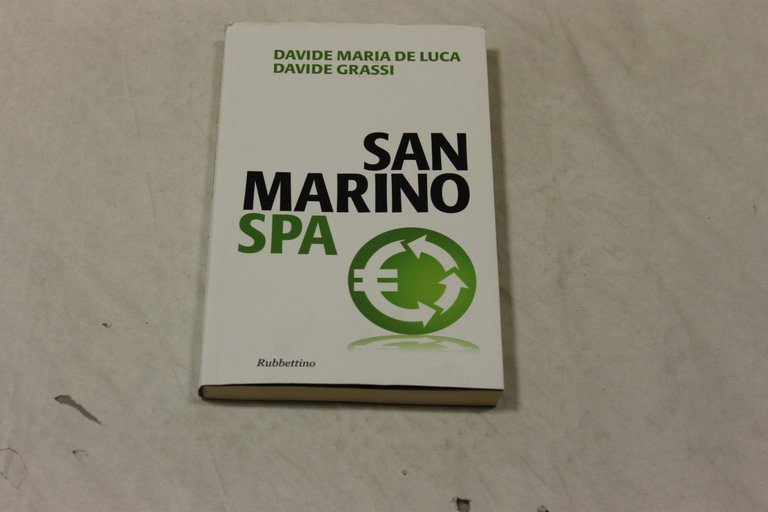 DAVIDE MARIA DE LUCA
DAVIDE GRASSI
SAN
MARINO
SPA
€
Rubbettino